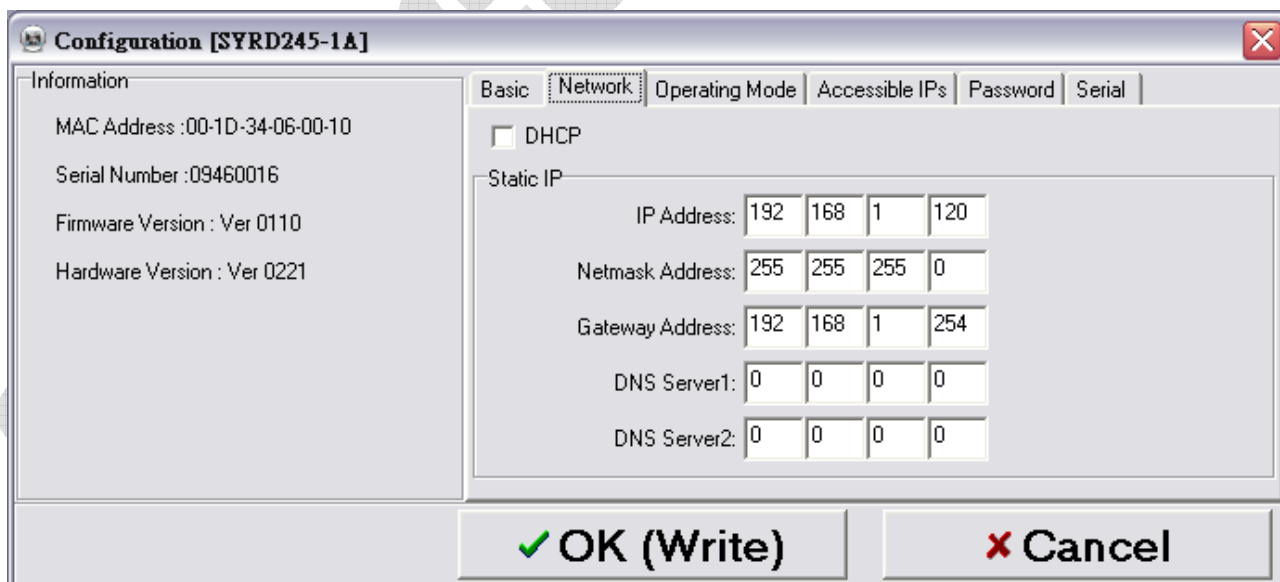 Configuration [SYRD245-1A]
Information
MAC Address :00-1D-34-06-00-10
Serial Number :09460016
Firmware Version : Ver 0110
Hardware Version : Ver 0221
Basic Network Operating Mode Accessible IPs Password Serial
DHCP
Static IP
IP Address: 192 168 1 120
Netmask Address: 255 255 255 0
Gateway Address: 192 168 1 254
DNS Server1: 0 0 0 0
DNS Server2: 0 0 0 0
OK (Write) Cancel